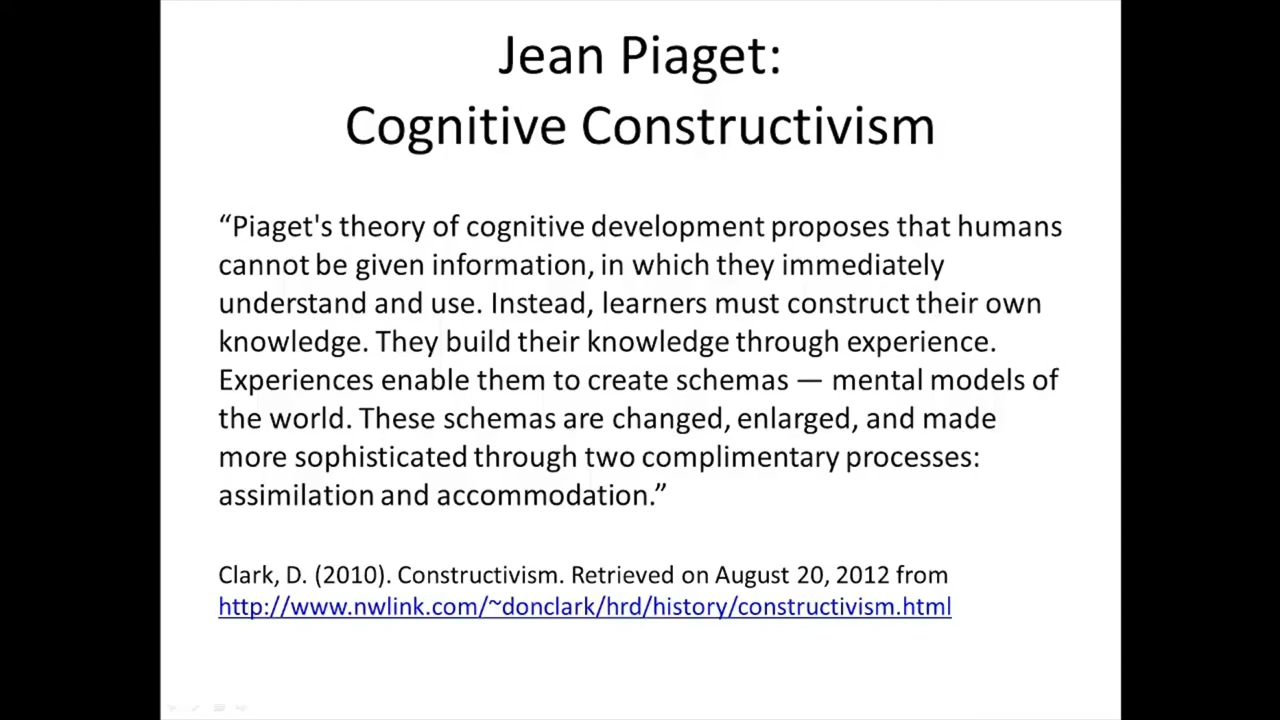 Jean Piaget:
Cognitive Constructivism
“Piaget's theory of cognitive development proposes that humans
cannot be given information, in which they immediately
understand and use. Instead, learners must construct their own
knowledge. They build their knowledge through experience.
Experiences enable them to create schemas — mental models of
the world. These schemas are changed, enlarged, and made
more sophisticated through two complimentary processes:
assimilation and accommodation.”
Clark, D. (2010). Constructivism. Retrieved on August 20, 2012 from
http://www.nwlink.com/~donclark/hrd/history/constructivism.html